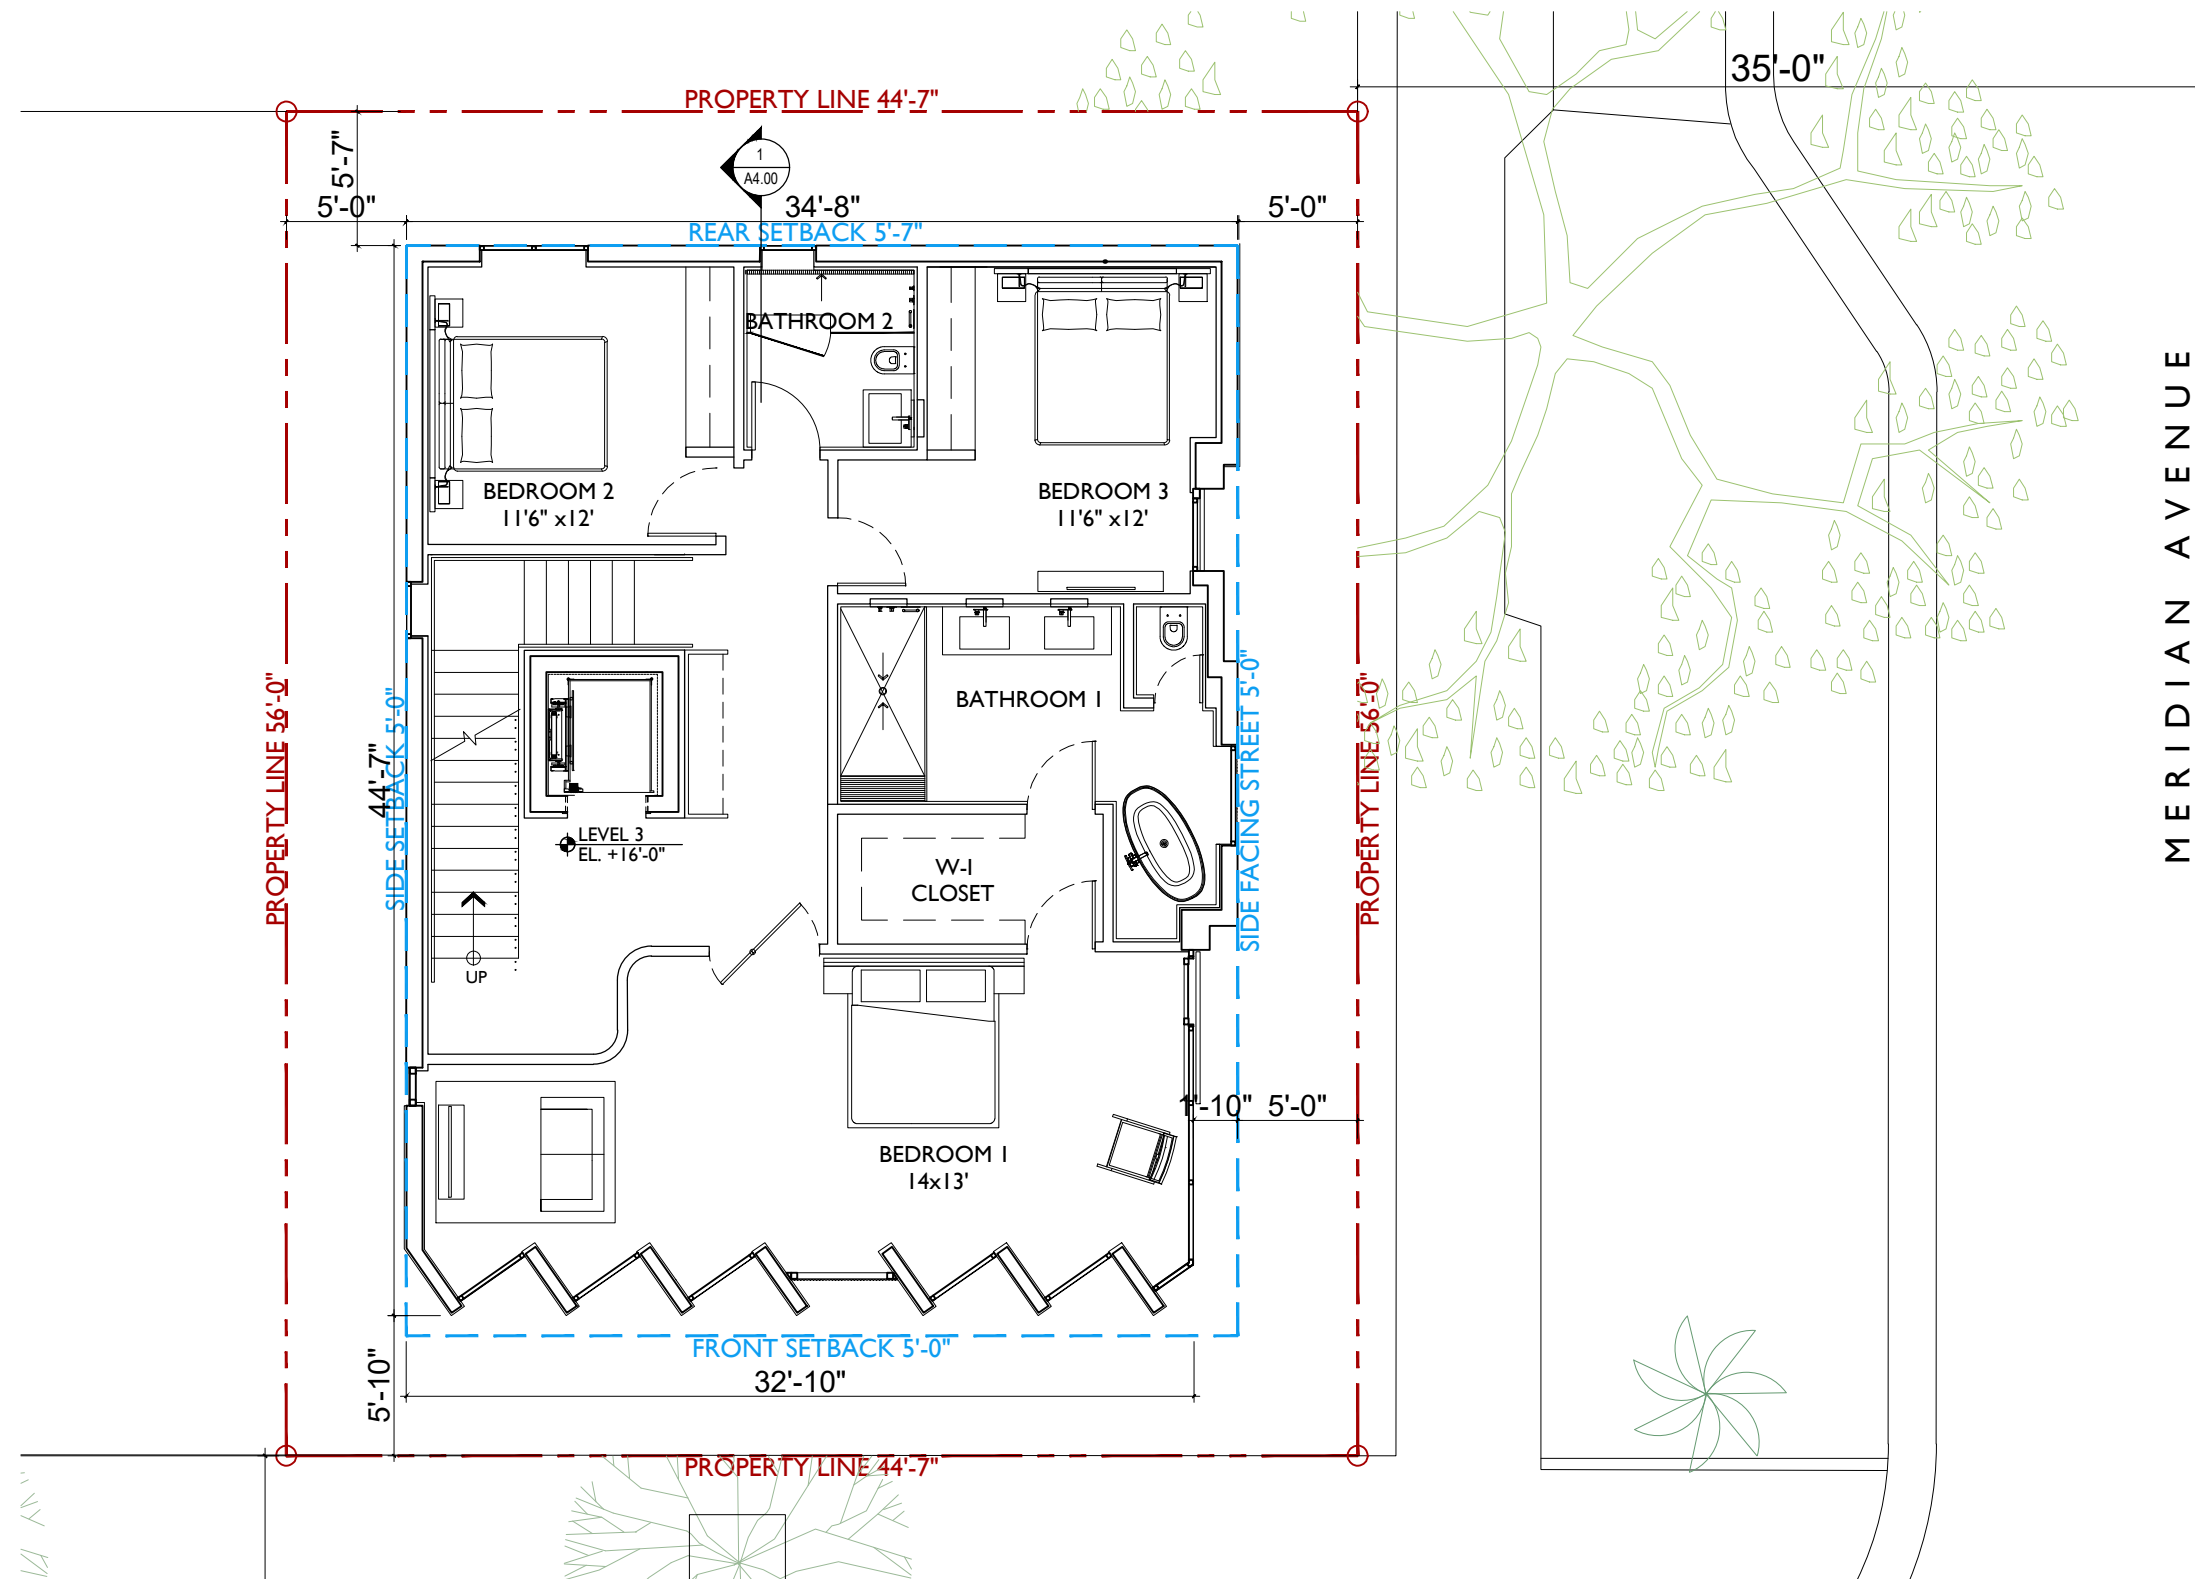 35'-0"
PROPERTY LINE 44'-7"
5'-7"
1
A4.00
5'-0"
34'-8"
5'-0"
REAR SETBACK 5'-7"
BATHROOM 2
BEDROOM 2
11'6" x12'
BEDROOM 3
11'6" x12'
MERIDIAN AVENUE
PROPERTY LINE 56'-0"
SIDE SETBACK 5'-0"
44'-7"
BATHROOM 1
SIDE FACING STREET 5'-0"
PROPERTY LINE 56'-0"
LEVEL 3
EL. +16'-0"
W-I
CLOSET
UP
1'-10"
5'-0"
BEDROOM 1
14x13'
FRONT SETBACK 5'-0"
32'-10"
5'-10"
PROPERTY LINE 44'-7"